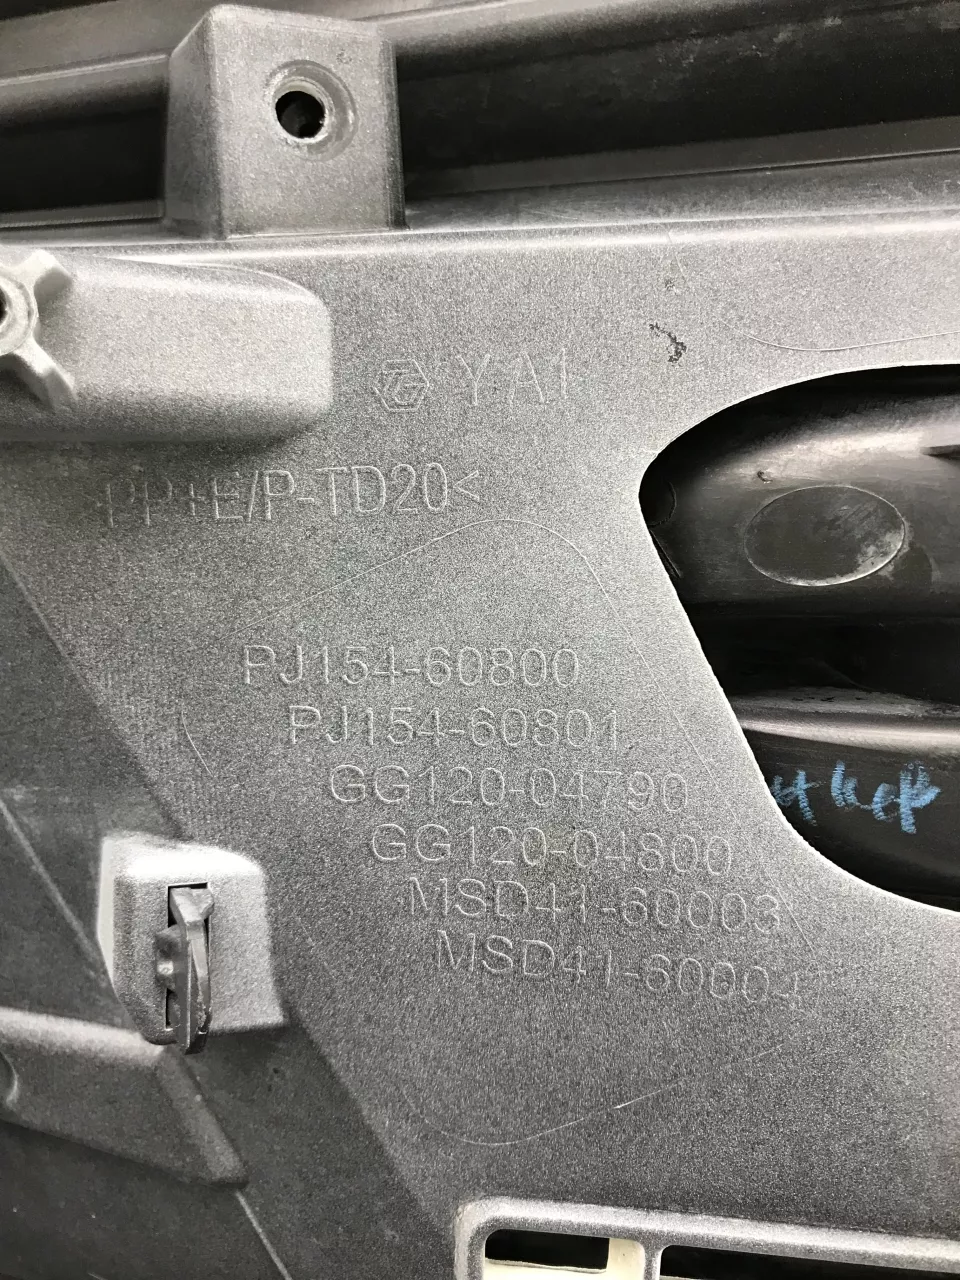 YA1
PP+E/P-TD20<
PJ154-60800
PJ154-60801
GG120-04790
GG120-04800
MSD41-60003
MSD41-60004